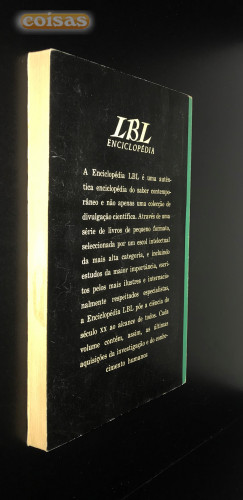 coisas
LBL
ENCICLOPÉDIA
A Enciclopédia LBL é uma autên-
tica enciclopédia do saber contempo-
râneo e não apenas uma colecção de
divulgação científica. Através de uma
série de livros de pequeno formato,
seleccionada por um escol intelectual
da mais alta categoria, e incluindo
estudos da maior importância, escri-
tos pelos mais ilustres e internacio-
nalmente respeitados especialistas,
a Enciclopédia LBL põe a ciência do
século XX ao alcance de todos. Cada
volume contém, assim, as últimas
aquisições da investigação e do conhe-
cimento humanos